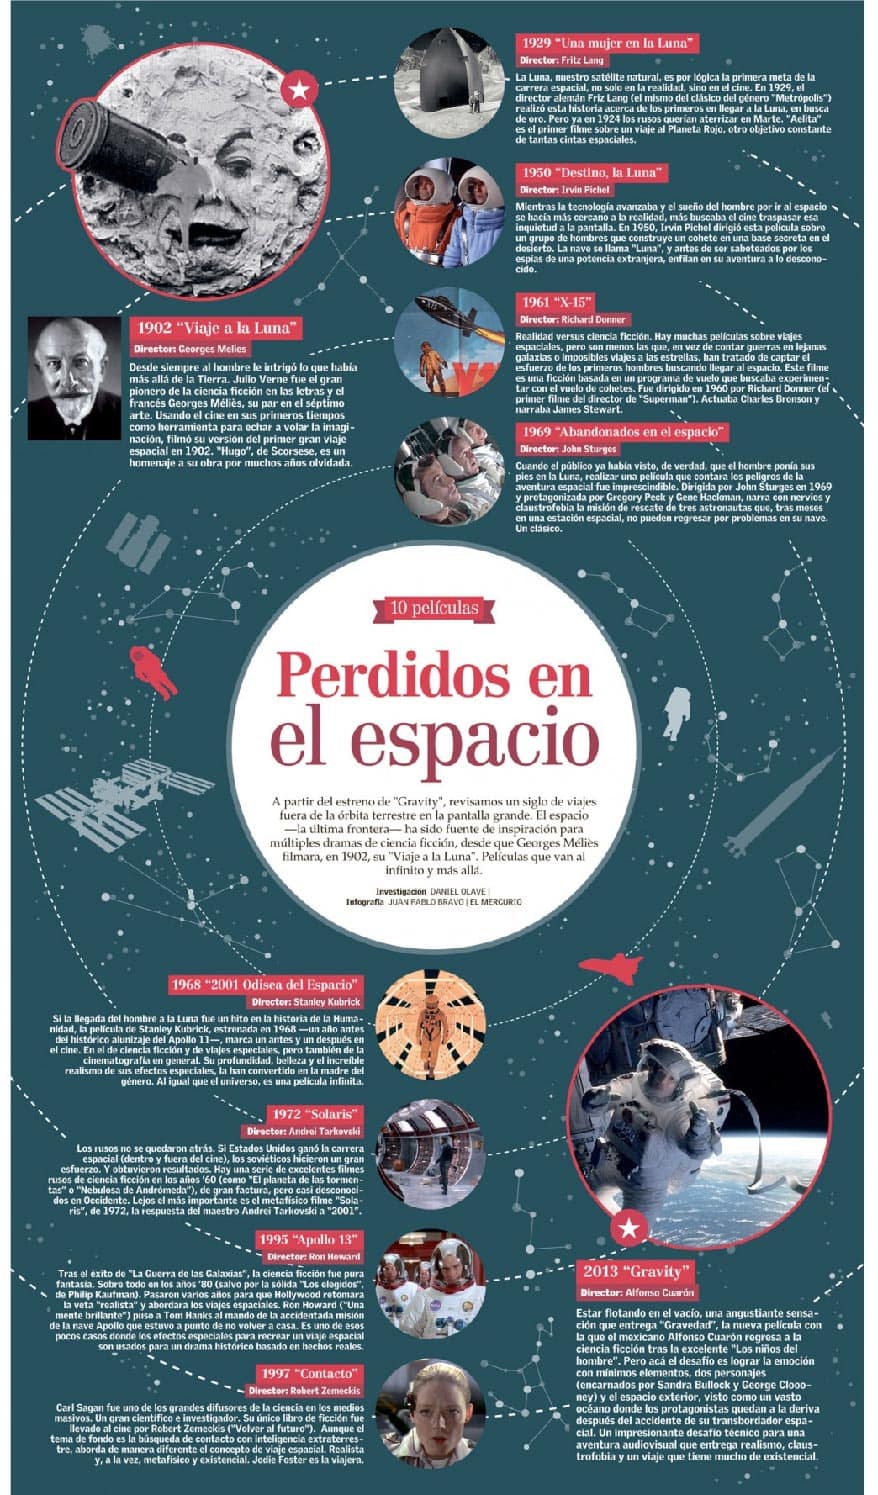 1929 "Una mujer en la Luna"
Director: Fritz Lang
La Luna, nuestro satélite natural, es por lógica la primera meta de la
carrera espacial, no solo en la realidad, sino en el cine. En 1929, el
director alemán Friz Lang (el mismo del clásico del género "Metrópolis")
realizó esta historia acerca de los primeros en llegar a la Luna, en busca
de oro. Pero ya en 1924 los rusos querían aterrizar en Marte. "Aelita"
es el primer filme sobre un viaje al Planeta Rojo, otro objetivo constante
de tantas cintas espaciales.
1950 "Destino, la Luna"
Director: Irvin Pichel
Mientras la tecnología avanzaba y el sueño del hombre por ir al espacio
se hacía más cercano a la realidad, más buscaba el cine traspasar esa
inquietud a la pantalla. En 1950, Irvin Pichel dirigió esta película sobre
un grupo de hombres que construye un cohete en una base secreta en el
desierto. La nave se llama "Luna", y antes de ser saboteados por los
espías de una potencia extranjera, enfilan en su aventura a lo descono-
cido.
1902 "Viaje a la Luna"
Director: Georges Melies
Desde siempre al hombre le intrigó lo que había
más allá de la Tierra. Julio Verne fue el gran
pionero de la ciencia ficción en las letras y el
francés Georges Méliès, su par en el séptimo
arte. Usando el cine en sus primeros tiempos
como herramienta para echar a volar la imagi-
nación, filmó su versión del primer gran viaje
espacial en 1902. "Hugo", de Scorsese, es un
homenaje a su obra por muchos años olvidada.
1961 "X-15"
Director: Richard Donner
Realidad versus ciencia ficción. Hay muchas películas sobre viajes
espaciales, pero son menos las que, en vez de contar guerras en lejanas
galaxias o imposibles viajes a las estrellas, han tratado de captar el
esfuerzo de los primeros hombres buscando llegar al espacio. Este filme
es una ficción basada en un programa de vuelo que buscaba experimen-
tar con el vuelo de cohetes. Fue dirigido en 1960 por Richard Donner (el
primer filme del director de "Superman"). Actuaba Charles Bronson y
narraba James Stewart.
1969 "Abandonados en el espacio"
Director: John Sturges
Cuando el público ya había visto, de verdad, que el hombre ponía sus
pies en la Luna, realizar una película que contara los peligros de la
aventura espacial fue imprescindible. Dirigida por John Sturges en 1969
y protagonizada por Gregory Peck y Gene Hackman, narra con nervios y
claustrofobia la misión de rescate de tres astronautas que, tras meses
en una estación espacial, no pueden regresar por problemas en su nave.
Un clásico.
10 películas
Perdidos en
el espacio
A partir del estreno de "Gravity", revisamos un siglo de viajes
fuera de la órbita terrestre en la pantalla grande. El espacio
—la última frontera— ha sido fuente de inspiración para
múltiples dramas de ciencia ficción, desde que Georges Méliès
filmara, en 1902, su "Viaje a la Luna". Películas que van al
infinito y más allá.
Investigación DANIEL OLAVE |
Infografía JUAN PABLO BRAVO | EL MERCURIO
1968 "2001 Odisea del Espacio"
Director: Stanley Kubrick
Si la llegada del hombre a la Luna fue un hito en la historia de la Huma-
nidad, la película de Stanley Kubrick, estrenada en 1968 —un año antes
del histórico alunizaje del Apollo 11—, marca un antes y un después en
el cine. En el de ciencia ficción y de viajes especiales, pero también de la
cinematografía en general. Su profundidad, belleza y el increíble
realismo de sus efectos especiales, la han convertido en la madre del
género. Al igual que el universo, es una película infinita.
1972 "Solaris"
Director: Andrei Tarkovski
Los rusos no se quedaron atrás. Si Estados Unidos ganó la carrera
espacial (dentro y fuera del cine), los soviéticos hicieron un gran
esfuerzo. Y obtuvieron resultados. Hay una serie de excelentes filmes
rusos de ciencia ficción en los años '60 (como "El planeta de las tormen-
tas" o "Nebulosa de Andrómeda"), de gran factura, pero casi desconoci-
dos en Occidente. Lejos el más importante es el metafísico filme "Sola-
ris", de 1972, la respuesta del maestro Andrei Tarkovski a "2001".
1995 "Apollo 13"
Director: Ron Howard
Tras el éxito de "La Guerra de las Galaxias", la ciencia ficción fue pura
fantasía. Sobre todo en los años '80 (salvo por la sólida "Los elegidos",
de Philip Kaufman). Pasaron varios años para que Hollywood retomara
la veta "realista" y abordara los viajes espaciales. Ron Howard ("Una
mente brillante") puso a Tom Hanks al mando de la accidentada misión
de la nave Apollo que estuvo a punto de no volver a casa. Es uno de esos
pocos casos donde los efectos especiales para recrear un viaje espacial
son usados para un drama histórico basado en hechos reales.
1997 "Contacto"
Director: Robert Zemeckis
Carl Sagan fue uno de los grandes difusores de la ciencia en los medios
masivos. Un gran científico e investigador. Su único libro de ficción fue
llevado al cine por Robert Zemeckis ("Volver al futuro"). Aunque el
tema de fondo es la búsqueda de contacto con inteligencia extraterres-
tre, aborda de manera diferente el concepto de viaje espacial. Realista
y, a la vez, metafísico y existencial. Jodie Foster es la viajera.
2013 "Gravity"
Director: Alfonso Cuarón
Estar flotando en el vacío, una angustiante sensa-
ción que entrega "Gravedad", la nueva película con
la que el mexicano Alfonso Cuarón regresa a la
ciencia ficción tras la excelente "Los niños del
hombre". Pero acá el desafío es lograr la emoción
con mínimos elementos, dos personajes
(encarnados por Sandra Bullock y George Clooo-
ney) y el espacio exterior, visto como un vasto
océano donde los protagonistas quedan a la deriva
después del accidente de su transbordador espa-
cial. Un impresionante desafío técnico para una
aventura audiovisual que entrega realismo, claus-
trofobia y un viaje que tiene mucho de existencial.